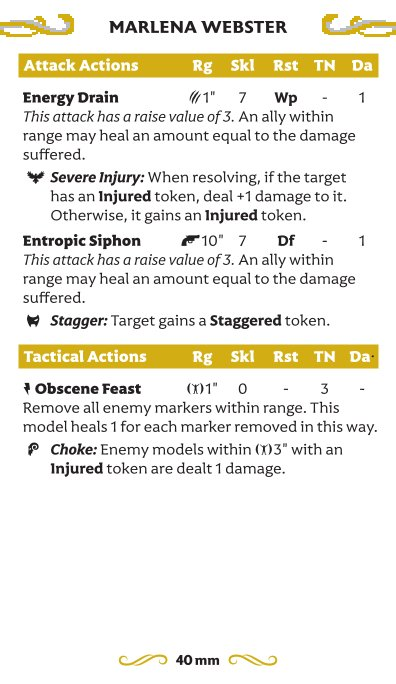 MARLENA WEBSTER
Attack Actions Rg Skl Rst TN Da
Energy Drain 1" 7 Wp - 1
This attack has a raise value of 3. An ally within
range may heal an amount equal to the damage
suffered.
Severe Injury: When resolving, if the target
has an Injured token, deal +1 damage to it.
Otherwise, it gains an Injured token.
Entropic Siphon 10" 7 Df - 1
This attack has a raise value of 3. An ally within
range may heal an amount equal to the damage
suffered.
Stagger: Target gains a Staggered token.
Tactical Actions Rg Skl Rst TN Da
Obscene Feast 1" 0 - 3 -
Remove all enemy markers within range. This
model heals 1 for each marker removed in this way.
Choke: Enemy models within 3" with an
Injured token are dealt 1 damage.
40 mm